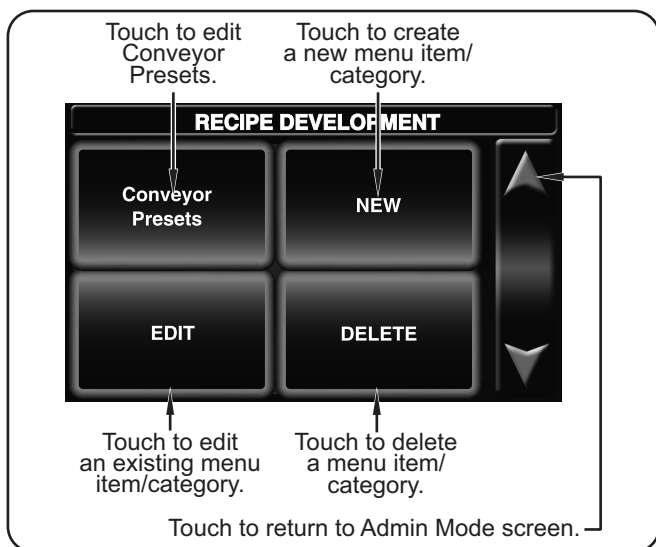 Touch to edit
Conveyor
Presets.
Touch to create
a new menu item/
category.
RECIPE DEVELOPMENT
Conveyor
Presets
NEW
EDIT
DELETE
Touch to edit
an existing menu
item/category.
Touch to delete
a menu item/
category.
Touch to return to Admin Mode screen.